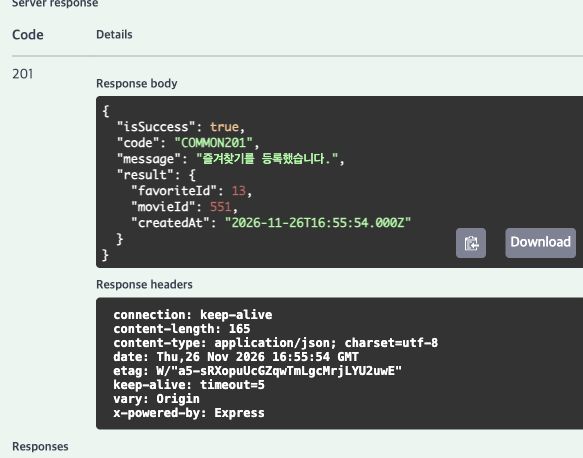 Server response
Code Details
201
Response body
{
"isSuccess": true,
"code": "COMMON201",
"message": "즐겨찾기를 등록했습니다.",
"result": {
"favoriteId": 13,
"movieId": 551,
"createdAt": "2026-11-26T16:55:54.000Z"
}
}
Download
Response headers
connection: keep-alive
content-length: 165
content-type: application/json; charset=utf-8
date: Thu,26 Nov 2026 16:55:54 GMT
etag: W/"a5-sRXopuUcGZqwTmLgcMrjLYU2uwE"
keep-alive: timeout=5
vary: Origin
x-powered-by: Express
Responses